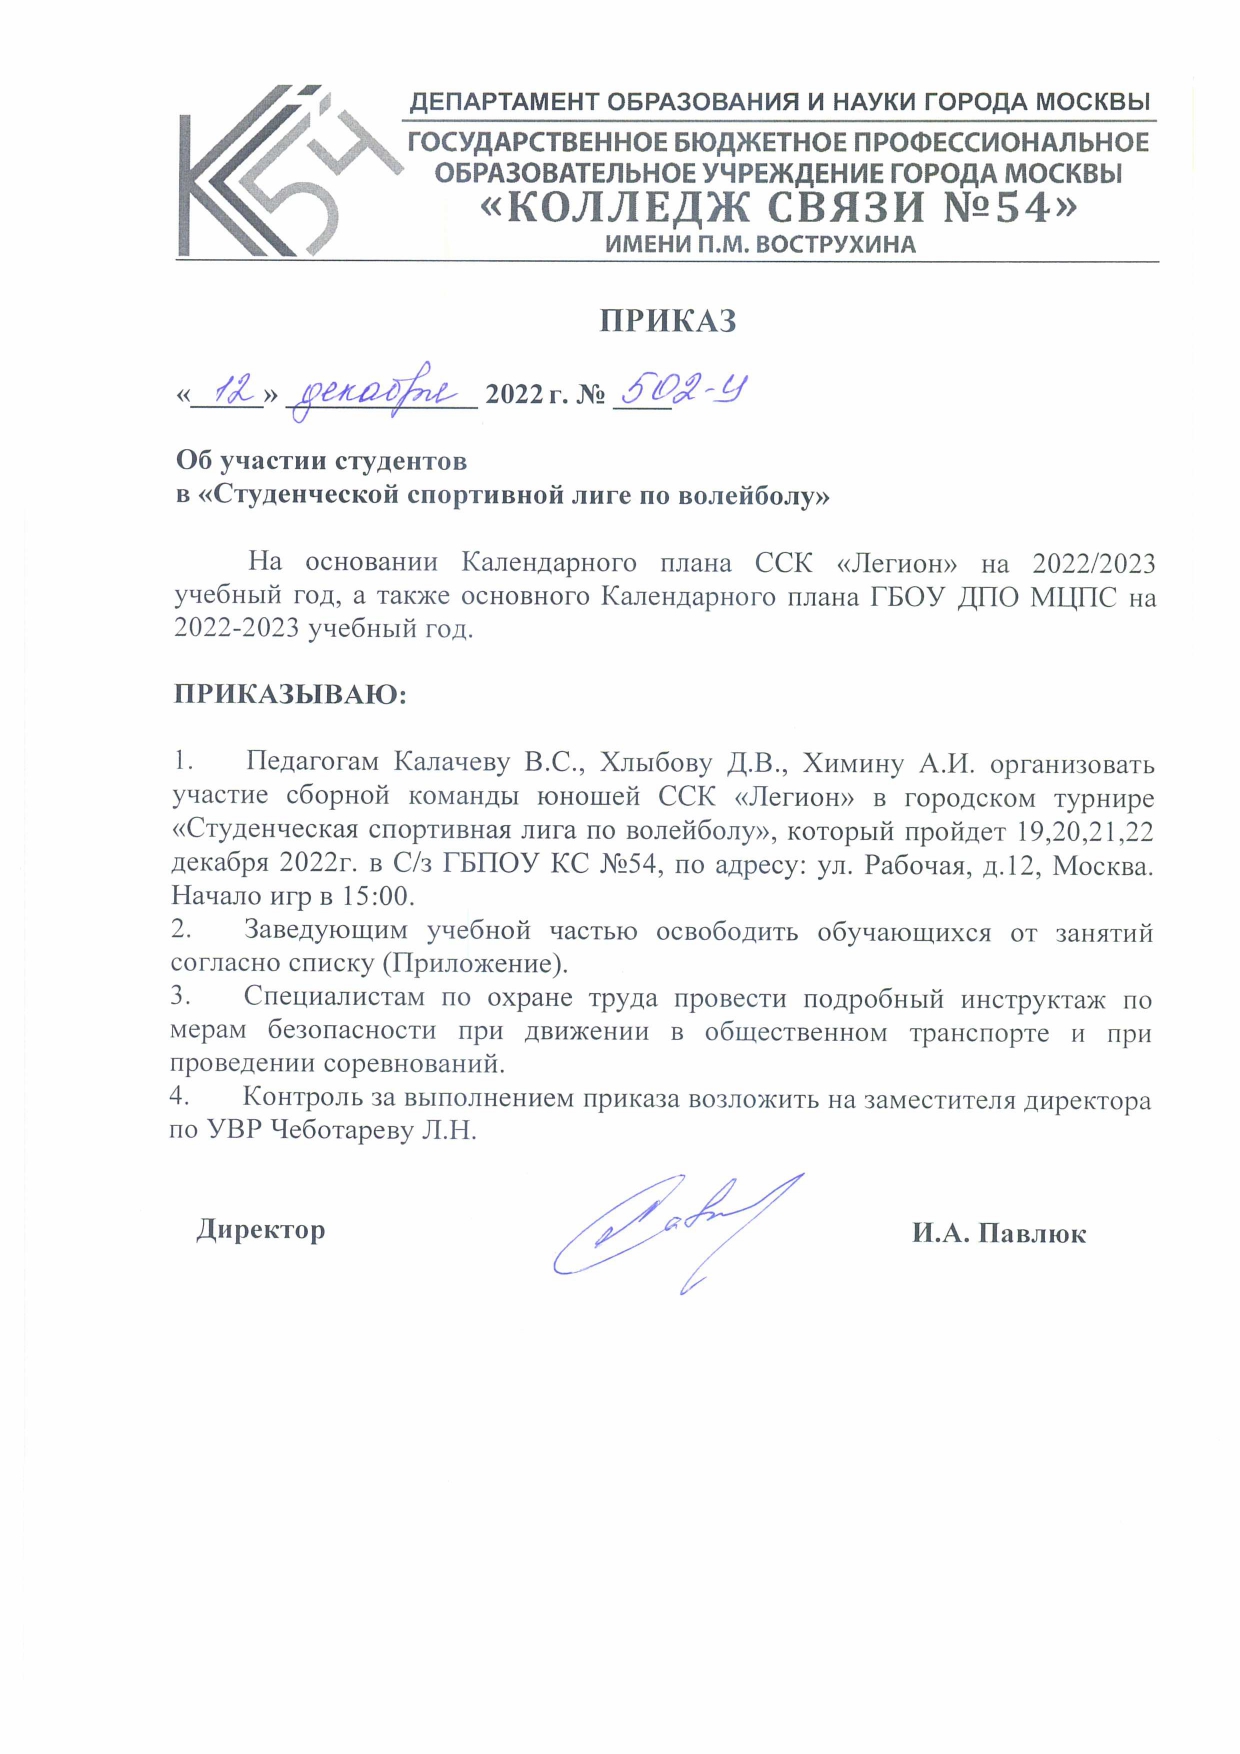 К54
ДЕПАРТАМЕНТ ОБРАЗОВАНИЯ И НАУКИ ГОРОДА МОСКВЫ
ГОСУДАРСТВЕННОЕ БЮДЖЕТНОЕ ПРОФЕССИОНАЛЬНОЕ
ОБРАЗОВАТЕЛЬНОЕ УЧРЕЖДЕНИЕ ГОРОДА МОСКВЫ
«КОЛЛЕДЖ СВЯЗИ №54»
ИМЕНИ П.М. ВОСТРУХИНА
ПРИКАЗ
«12» декабря 2022 г. № 502-У
Об участии студентов
в «Студенческой спортивной лиге по волейболу»
На основании Календарного плана ССК «Легион» на 2022/2023
учебный год, а также основного Календарного плана ГБОУ ДПО МЦПС на
2022-2023 учебный год.
ПРИКАЗЫВАЮ:
1. Педагогам Калачеву В.С., Хлыбову Д.В., Химину А.И. организовать
участие сборной команды юношей ССК «Легион» в городском турнире
«Студенческая спортивная лига по волейболу», который пройдет 19,20,21,22
декабря 2022г. в С/з ГБПОУ КС №54, по адресу: ул. Рабочая, д.12, Москва.
Начало игр в 15:00.
2. Заведующим учебной частью освободить обучающихся от занятий
согласно списку (Приложение).
3. Специалистам по охране труда провести подробный инструктаж по
мерам безопасности при движении в общественном транспорте и при
проведении соревнований.
4. Контроль за выполнением приказа возложить на заместителя директора
по УВР Чеботареву Л.Н.
Директор И.А. Павлюк